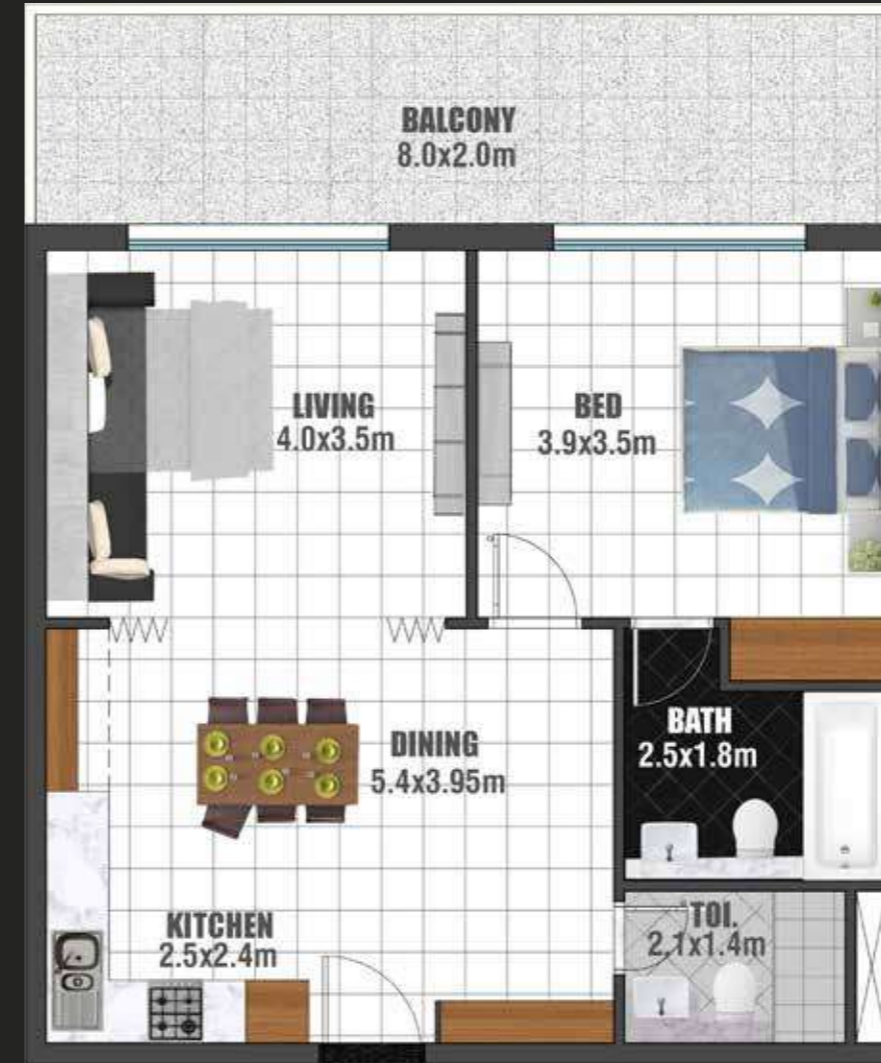 BALCONY
8.0x2.0m
LIVING
4.0x3.5m
BED
3.9x3.5m
DINING
5.4x3.95m
BATH
2.5x1.8m
KITCHEN
2.5x2.4m
TOI.
2.1x1.4m